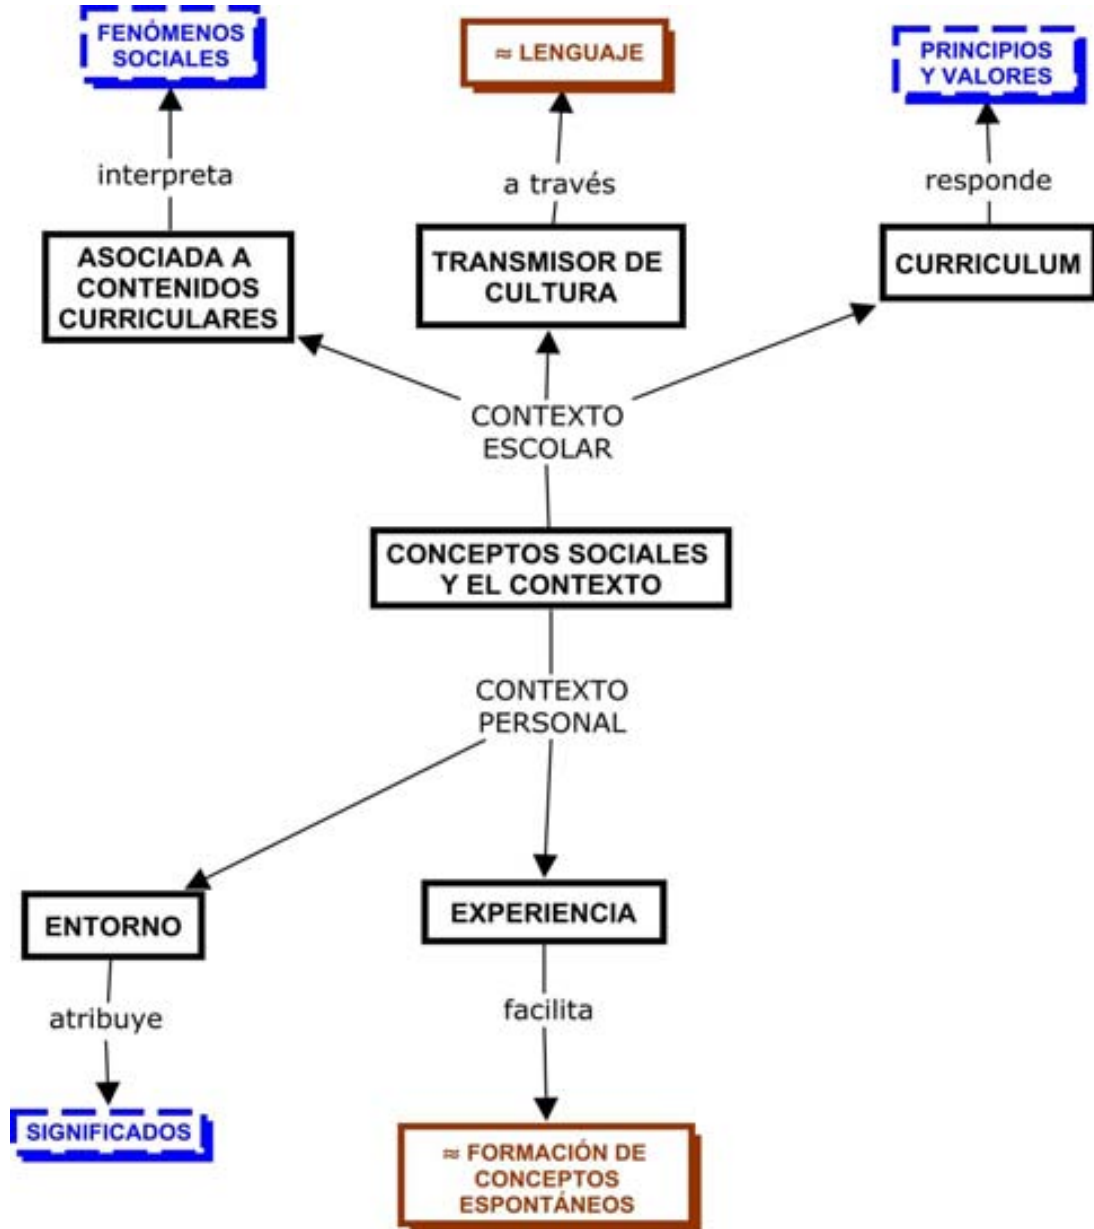 FENÓMENOS
SOCIALES
≈ LENGUAJE
PRINCIPIOS
Y VALORES
interpreta
a través
responde
ASOCIADA A
CONTENIDOS
CURRICULARES
TRANSMISOR DE
CULTURA
CURRICULUM
CONTEXTO
ESCOLAR
CONCEPTOS SOCIALES
Y EL CONTEXTO
CONTEXTO
PERSONAL
ENTORNO
EXPERIENCIA
atribuye
facilita
SIGNIFICADOS
≈ FORMACIÓN DE
CONCEPTOS
ESPONTÁNEOS